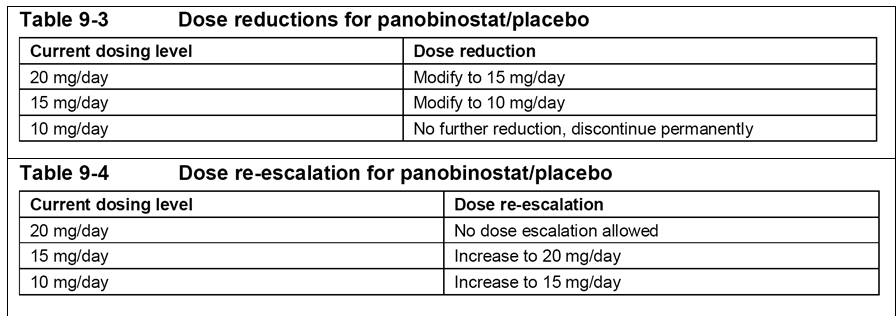 Table 9-3 Dose reductions for panobinostat/placebo
Current dosing level Dose reduction
20 mg/day Modify to 15 mg/day
15 mg/day Modify to 10 mg/day
10 mg/day No further reduction, discontinue permanently
Table 9-4 Dose re-escalation for panobinostat/placebo
Current dosing level Dose re-escalation
20 mg/day No dose escalation allowed
15 mg/day Increase to 20 mg/day
10 mg/day Increase to 15 mg/day